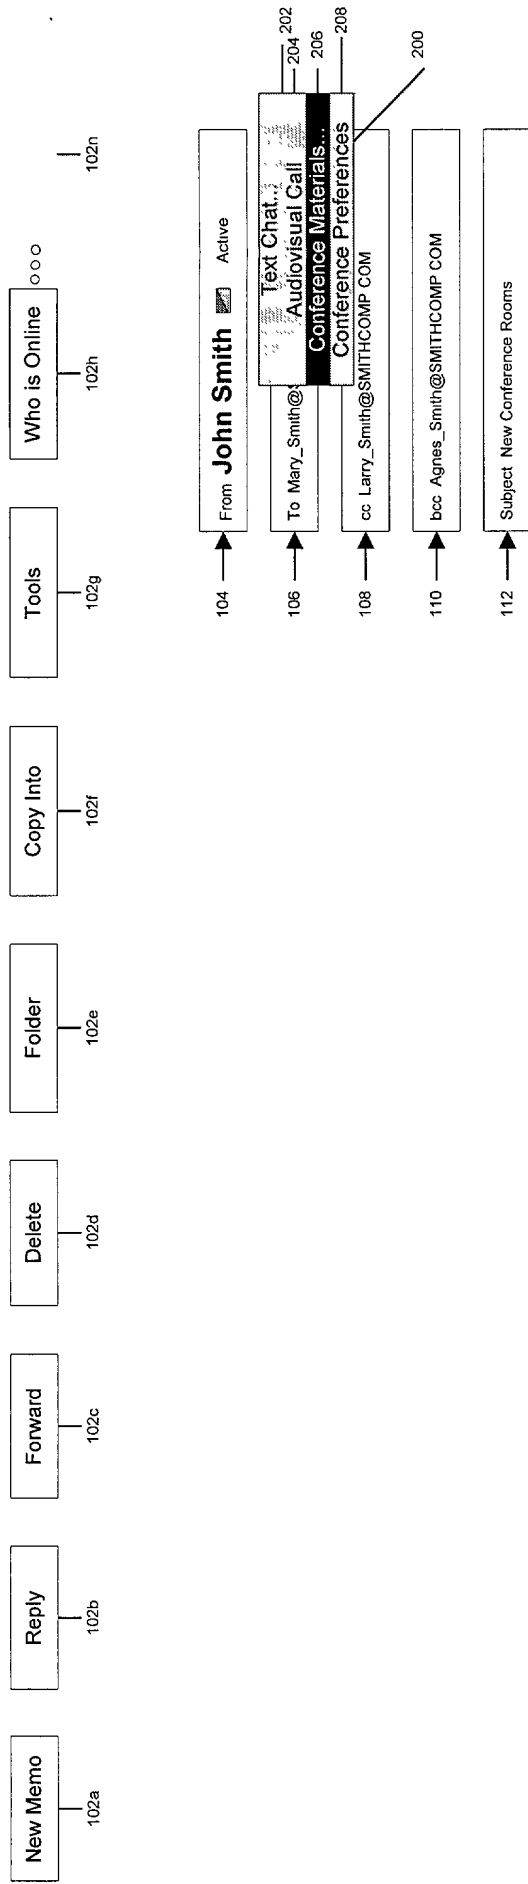 New Memo Reply Forward Delete Folder Copy Into Tools Who is Online
102a 102b 102c 102d 102e 102f 102g 102h 102n
104 From John Smith Active
Text Chat... 202
204
106 To Mary_Smith@S Audiovisual Call
Conference Materials... 206
Conference Preferences 208
108 cc Larry_Smith@SMITHCOMP COM
200
110 bcc Agnes_Smith@SMITHCOMP COM
112 Subject New Conference Rooms